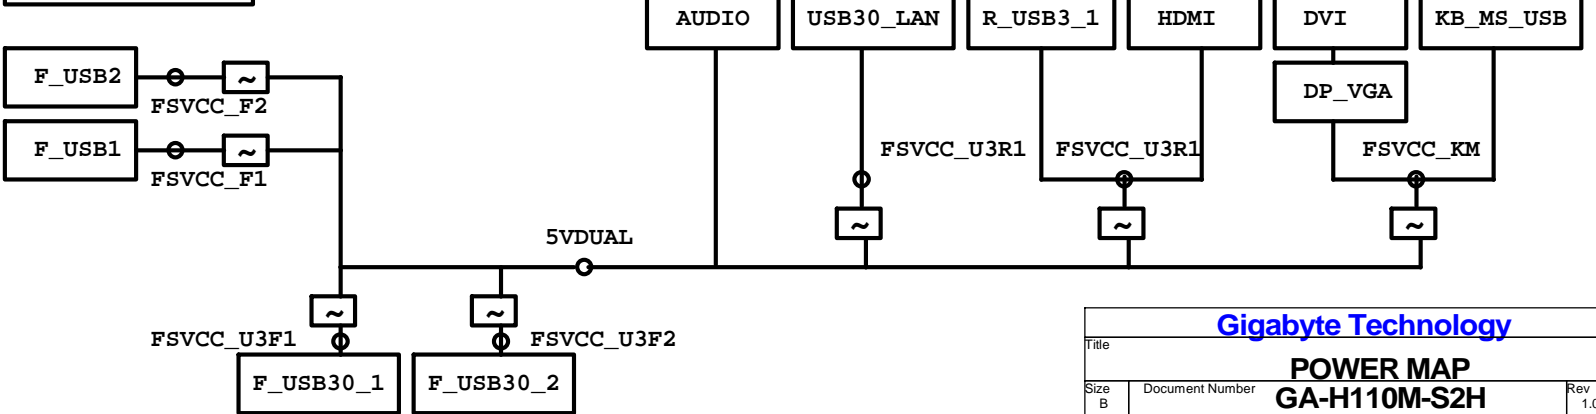 AUDIO USB30_LAN R_USB3_1 HDMI DVI KB_MS_USB
F_USB2 ~
DP_VGA
FSVCC_F2
F_USB1 ~ FSVCC_U3R1 FSVCC_U3R1 FSVCC_KM
FSVCC_F1
~ ~ ~
5VDUAL
~ ~
FSVCC_U3F1 FSVCC_U3F2
F_USB30_1 F_USB30_2
Gigabyte Technology
Title
POWER MAP
Size Document Number Rev
B GA-H110M-S2H